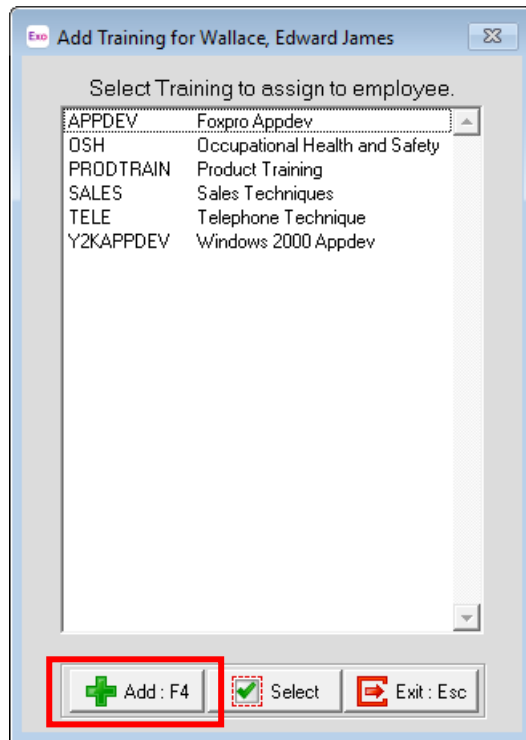 Exo Add Training for Wallace, Edward James
Select Training to assign to employee.
APPDEV Foxpro Appdev
OSH Occupational Health and Safety
PRODTRAIN Product Training
SALES Sales Techniques
TELE Telephone Technique
Y2KAPPDEV Windows 2000 Appdev
Add : F4 Select Exit : Esc